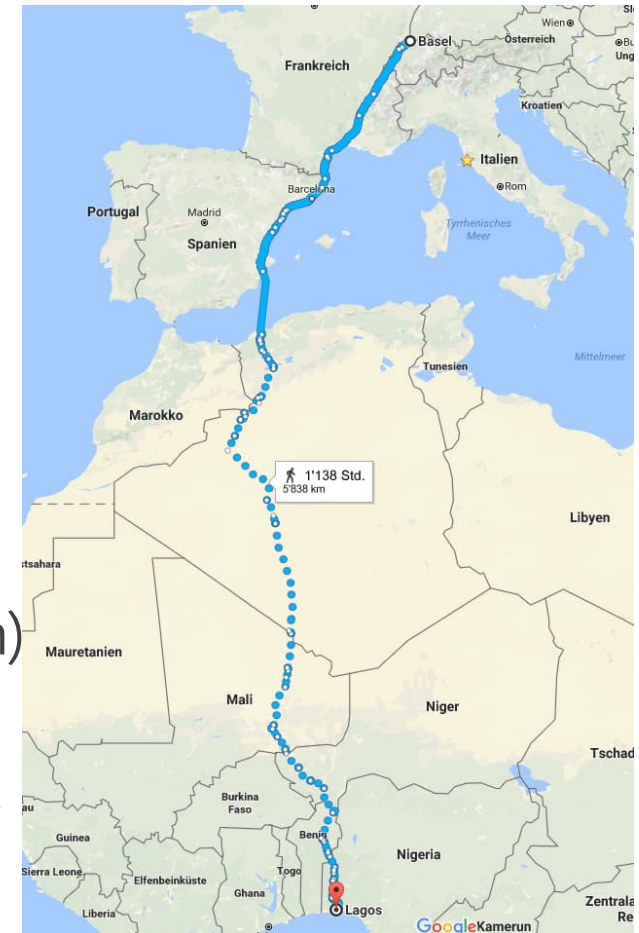 Wien
Basel
Österreich
Frankreich
Kroatien
Italien
Barcelona
Rom
Portugal
Madrid
Spanien
Tyrrhenisches
Meer
Mittelmeer
Tunesien
Marokko
1'138 Std.
5'838 km
Libyen
stsahara
n)
Mauretanien
Mali
Niger
Tschad
Burkina
Faso
Guinea
Benin
Nigeria
Togo
Sierra Leone
Elfenbeinküste
Ghana
Liberia
Lagos
Zentrala
Re
Google
Kamerun